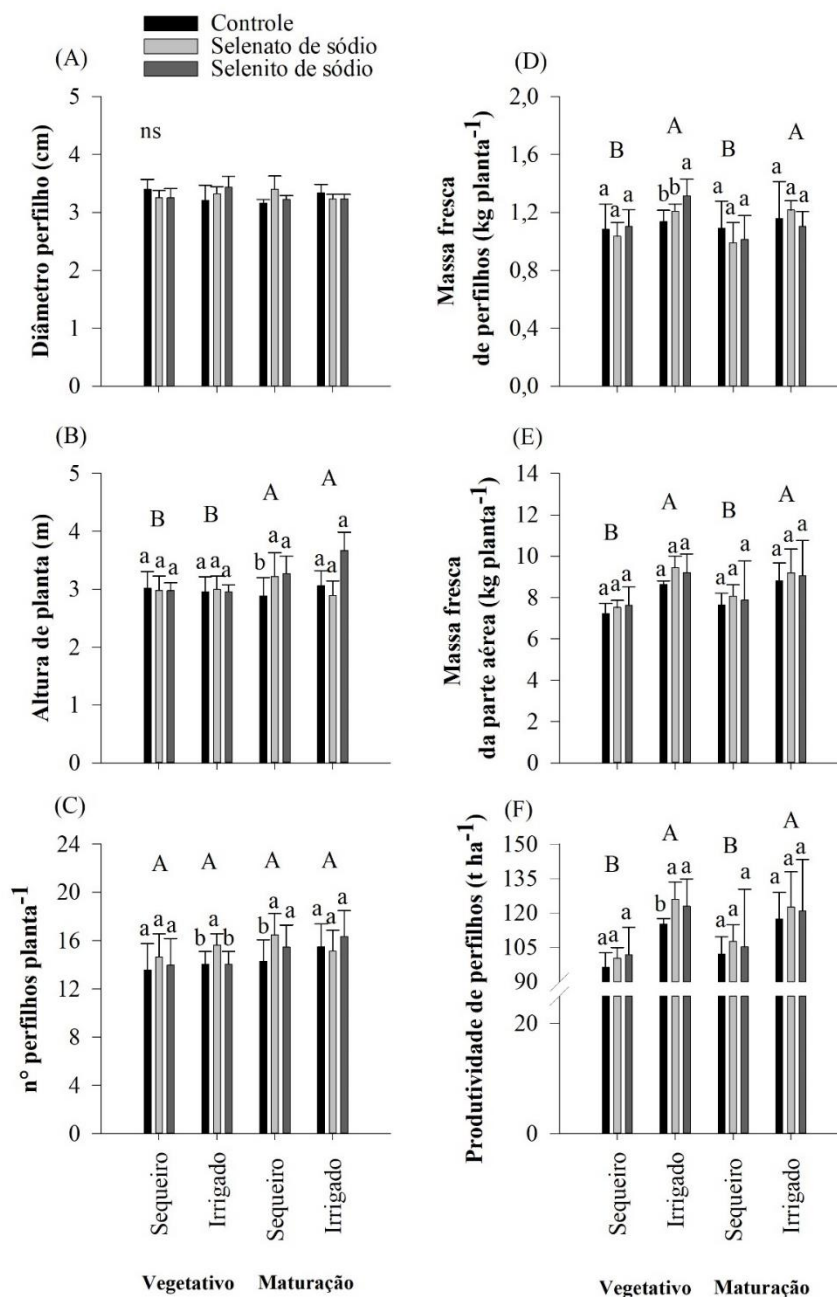 Controle
Selenato de sódio
Selenito de sódio
(A)
Diâmetro perfilho (cm)
5
4
3
2
1
0
ns
(B)
Altura de planta (m)
5
4
3
2
1
0
B B A A
a a a a a a b a a a a a
(C)
n° perfilhos planta⁻¹
24
20
16
12
8
4
0
A A A A
a a a b a b b a a a a a
Sequeiro
Irrigado
Sequeiro
Irrigado
Vegetativo Maturação
(D)
Massa fresca
de perfilhos (kg planta⁻¹)
2,0
1,6
1,2
0,8
0,4
0,0
B A B A
a a a b b a a a a a a a
(E)
Massa fresca
da parte aérea (kg planta⁻¹)
14
12
10
8
6
4
2
0
B A B A
a a a a a a a a a a a a
(F)
Produtividade de perfilhos (t ha⁻¹)
150
135
120
105
90
20
0
B A B A
a a a b a a a a a a a a
Sequeiro
Irrigado
Sequeiro
Irrigado
Vegetativo Maturação